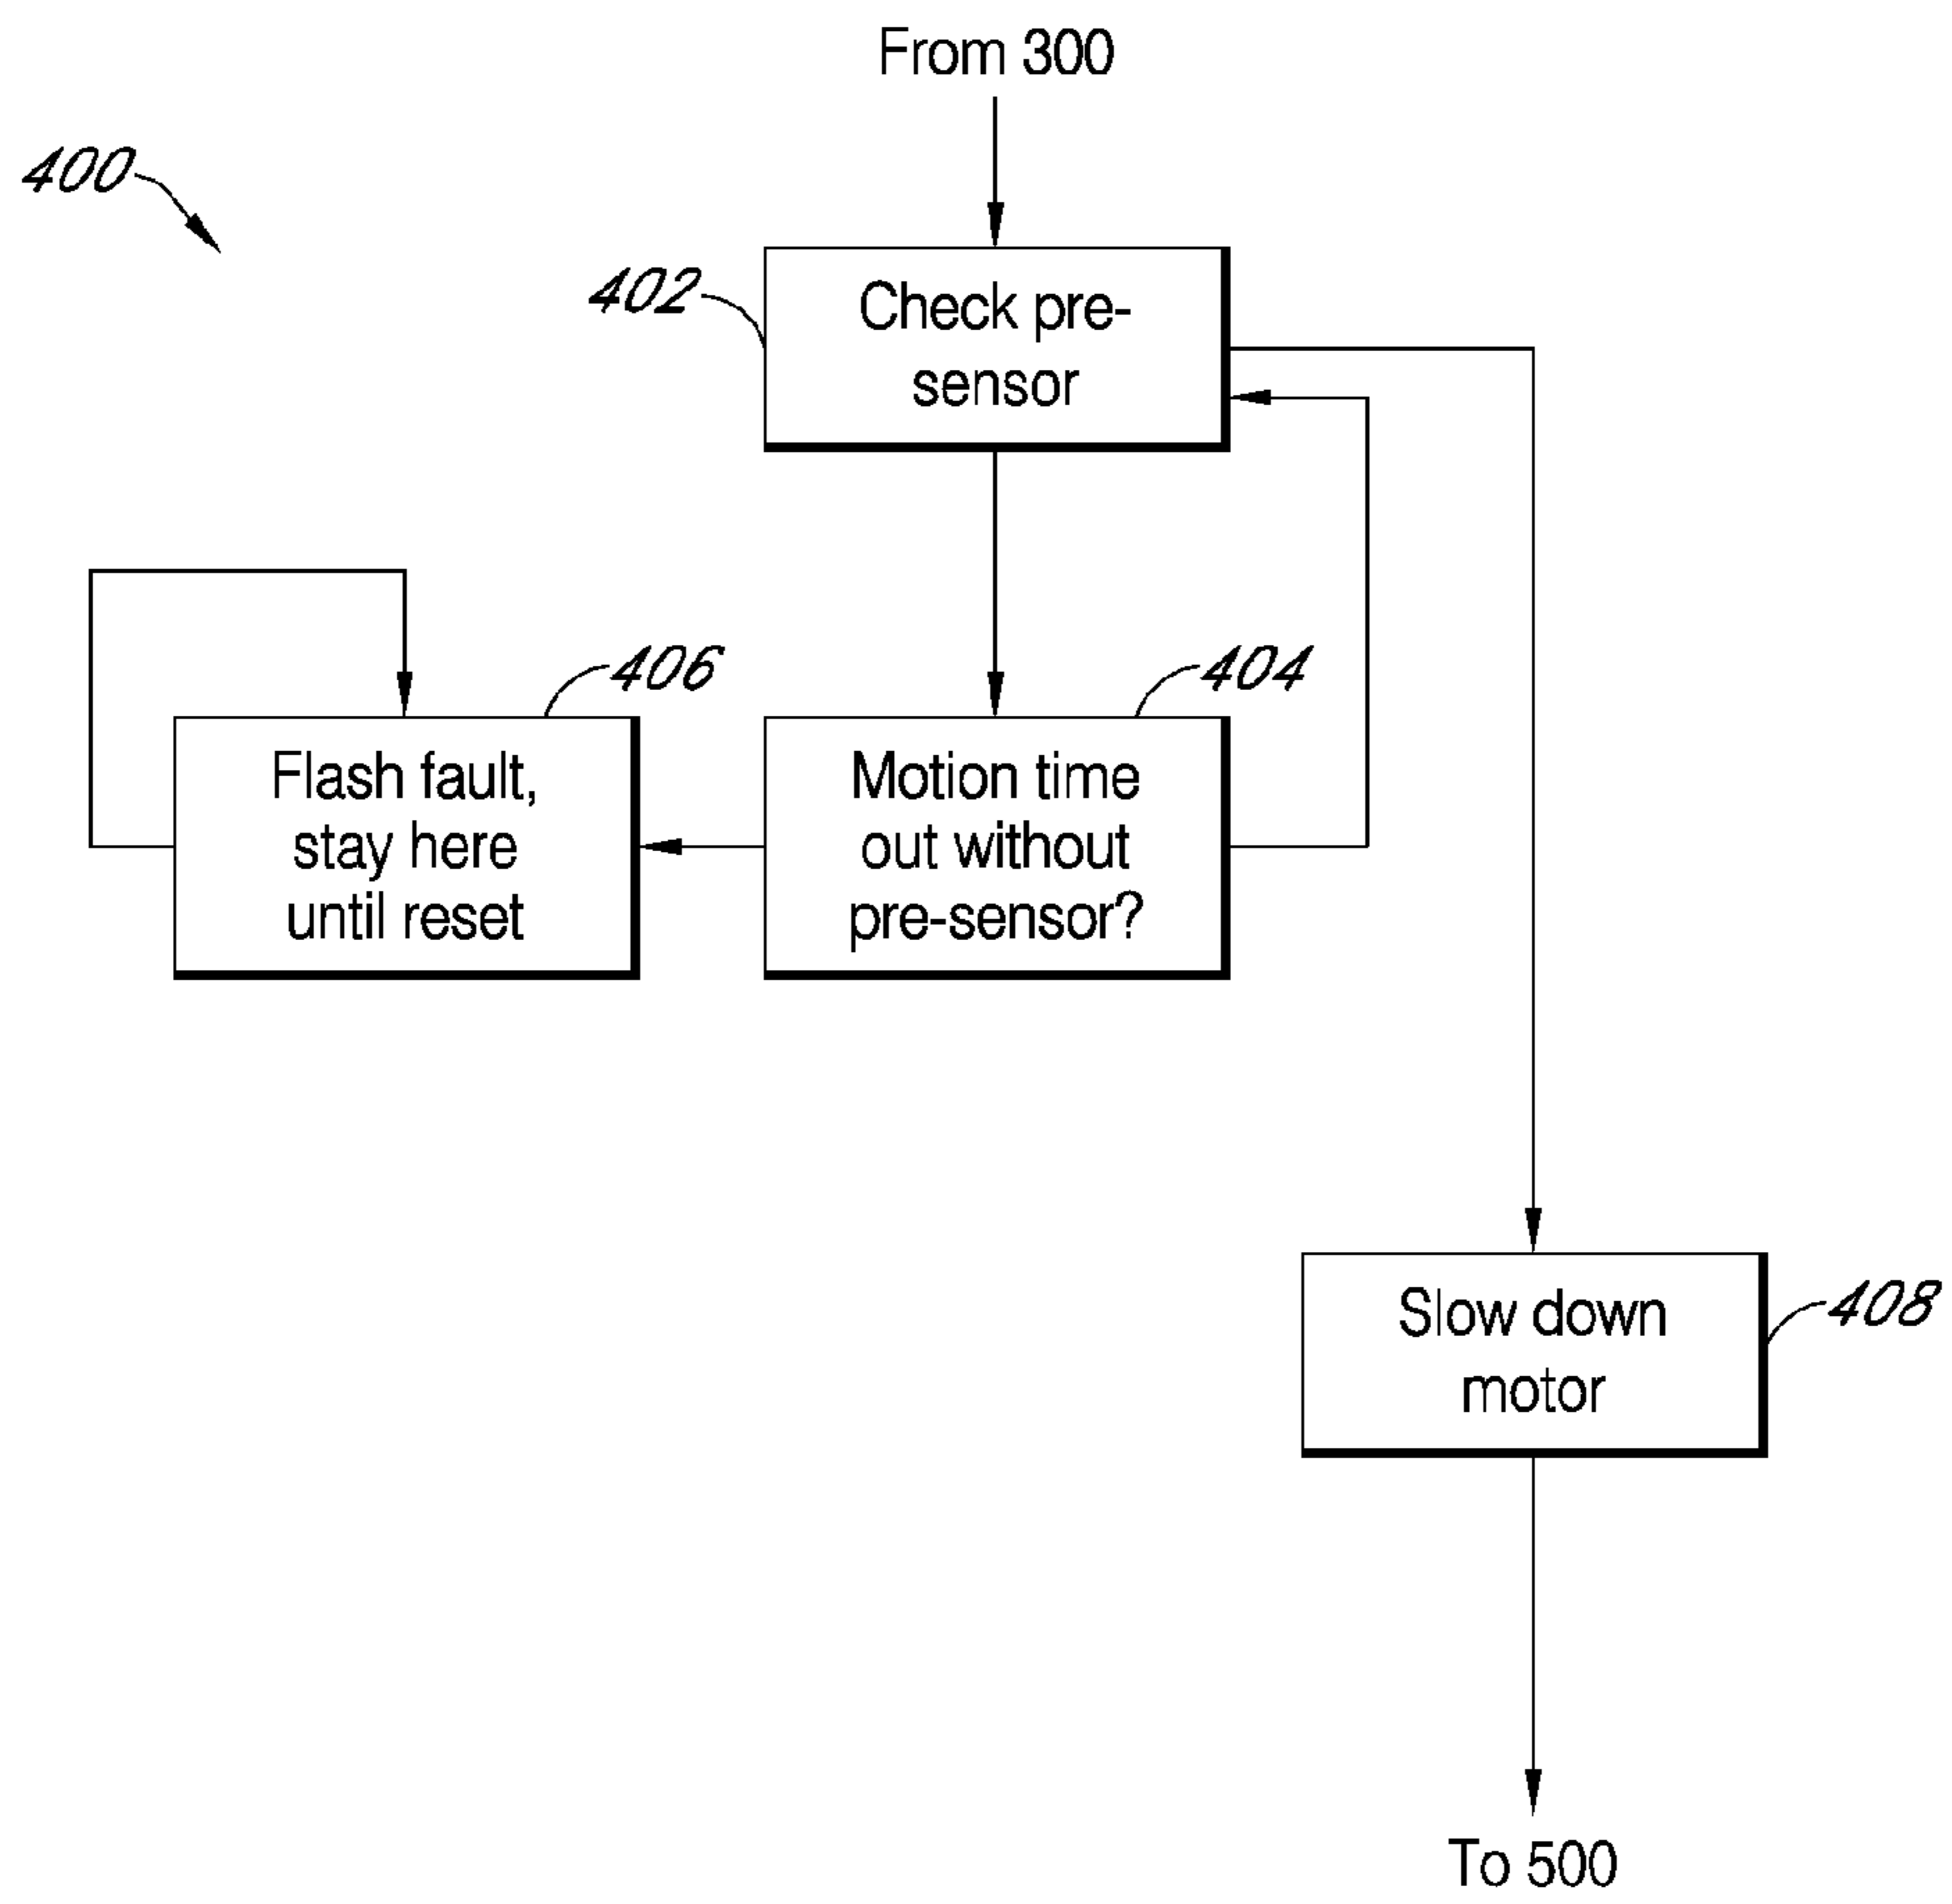 From 300
400
402
Check pre-
sensor
406
404
Flash fault,
stay here
until reset
Motion time
out without
pre-sensor?
Slow down
motor
408
To 500